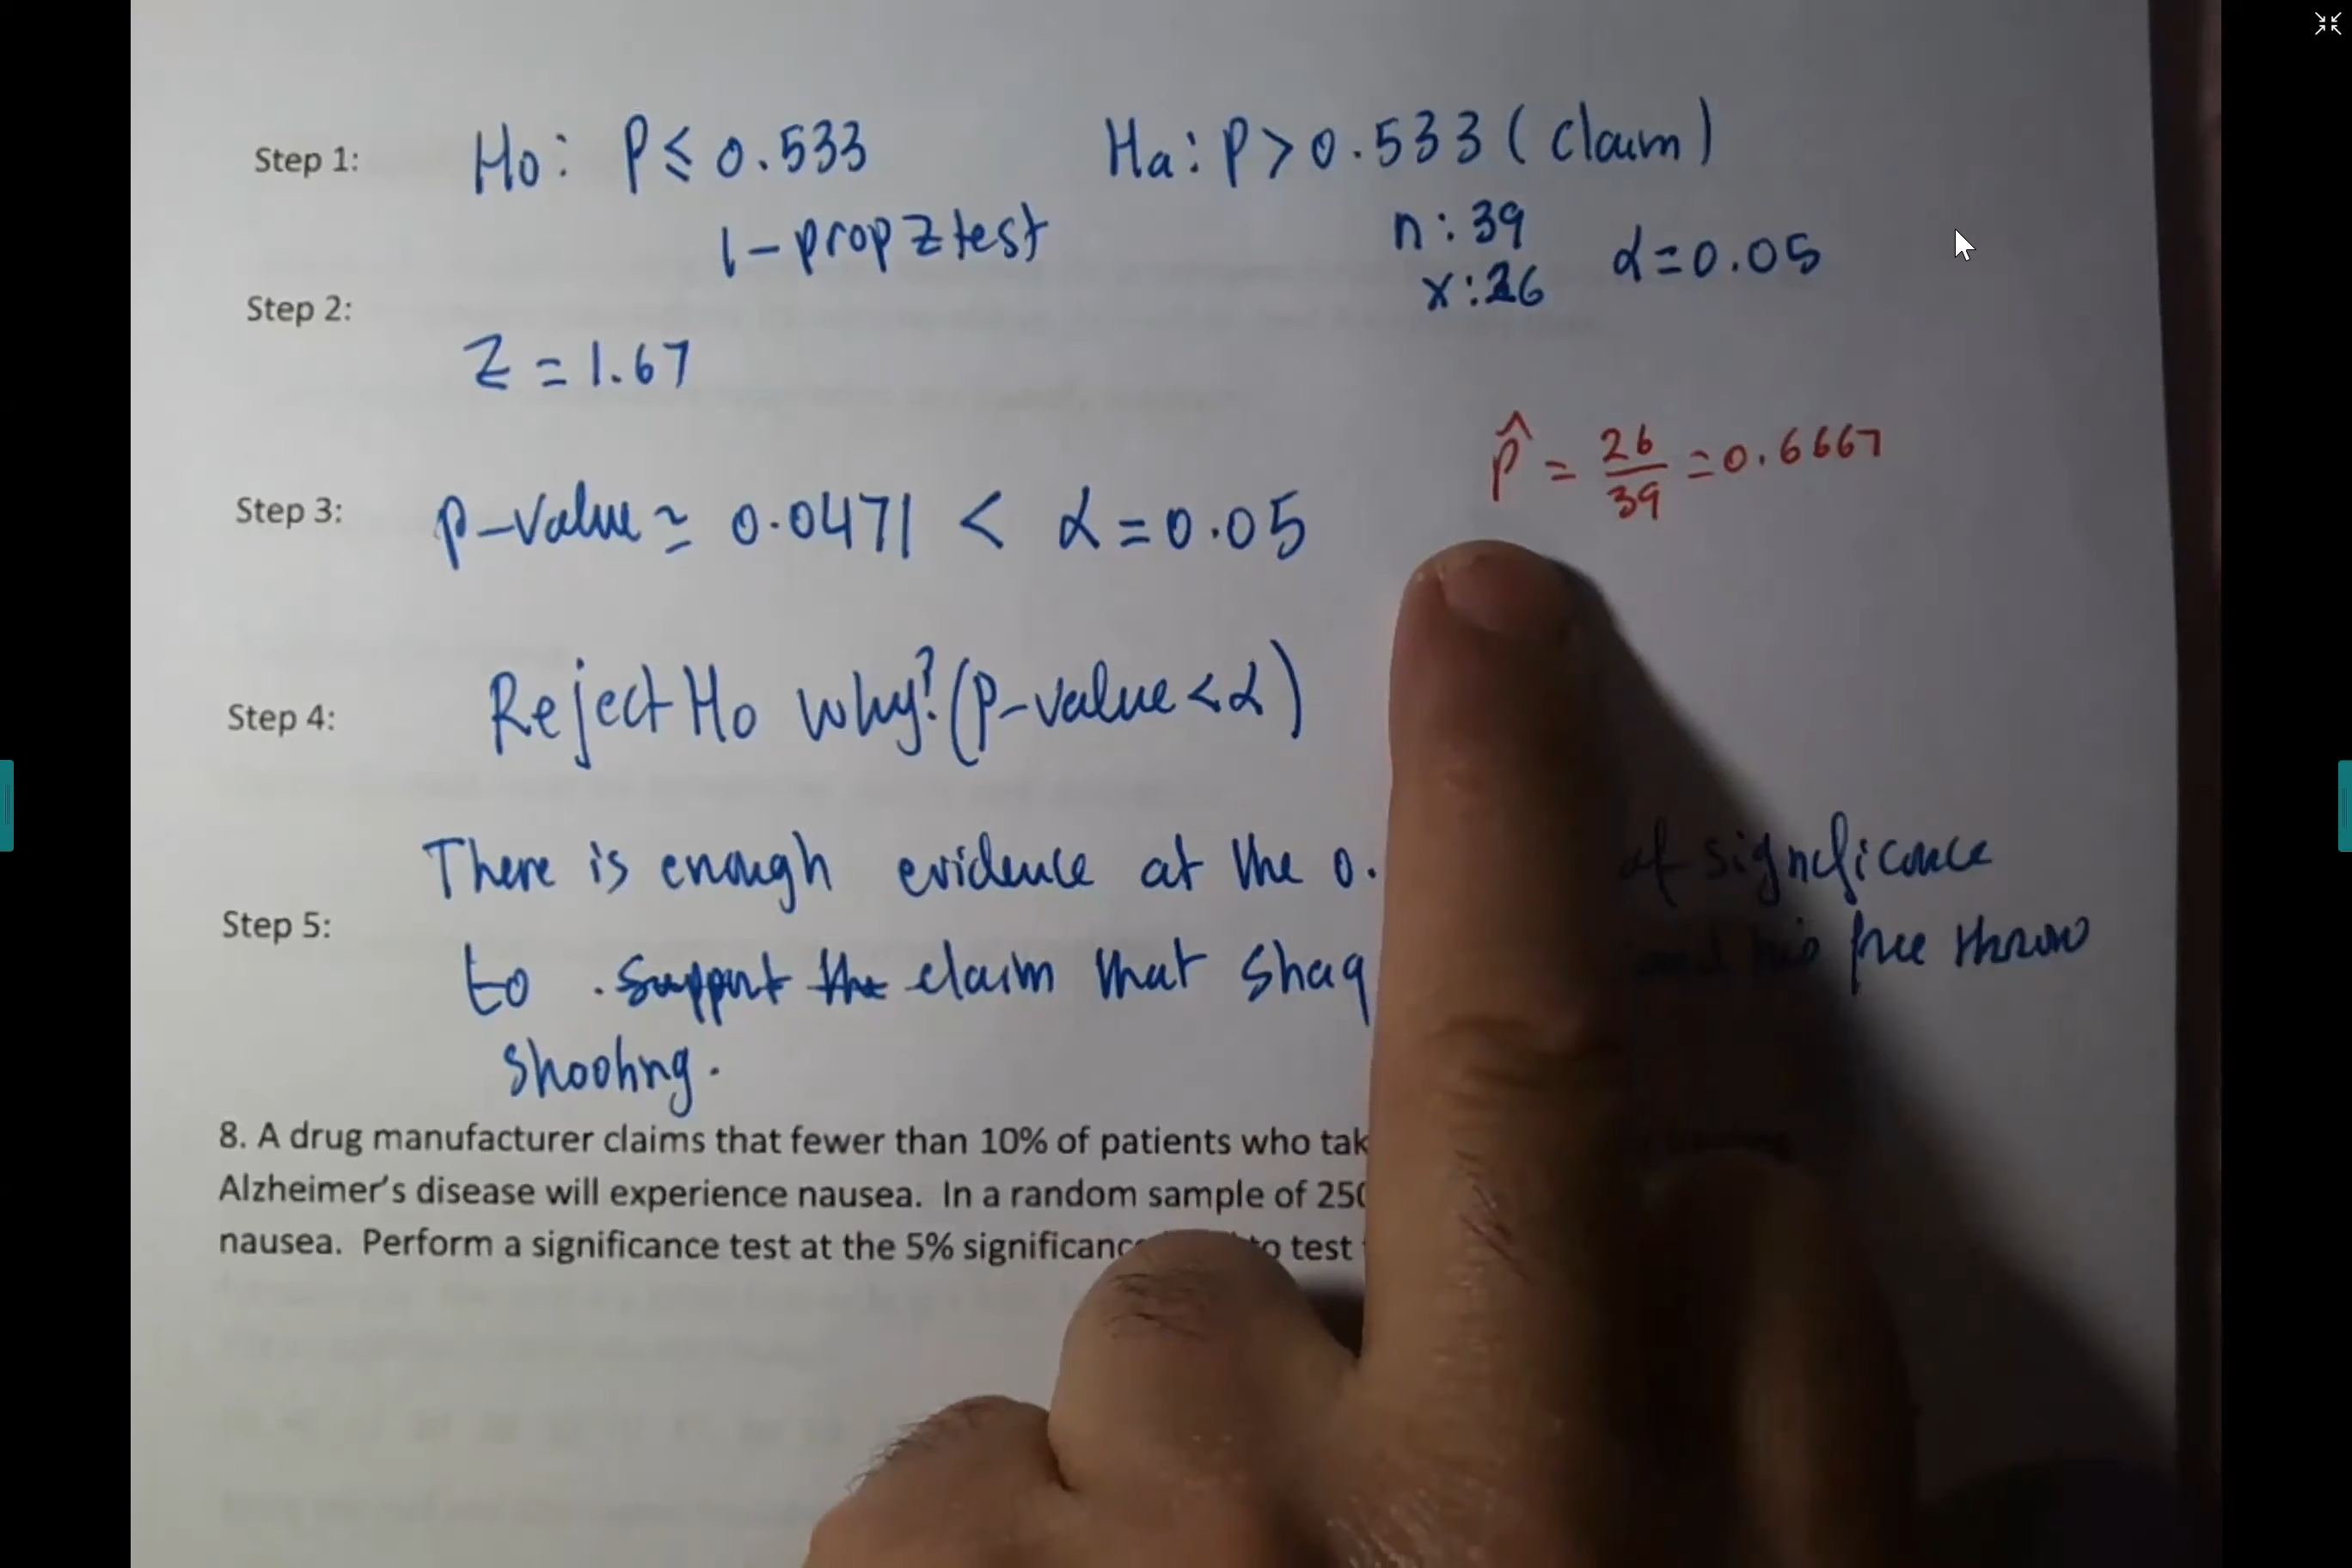 Step 1: Ho: P ≤ 0.533 Ha: P > 0.533 (claim)
1-prop Z test n: 39 α = 0.05
x: 26
Step 2:
Z = 1.67
p̂ = 26/39 = 0.6667
Step 3: p-value ≃ 0.0471 < α = 0.05
Step 4: Reject Ho why? (P-value < α)
There is enough evidence at the 0. of significance
Step 5:
to support the claim that Shaq his free throw
shooting.
8. A drug manufacturer claims that fewer than 10% of patients who
Alzheimer's disease will experience nausea. In a random sample of
nausea. Perform a significance test at the 5% to test